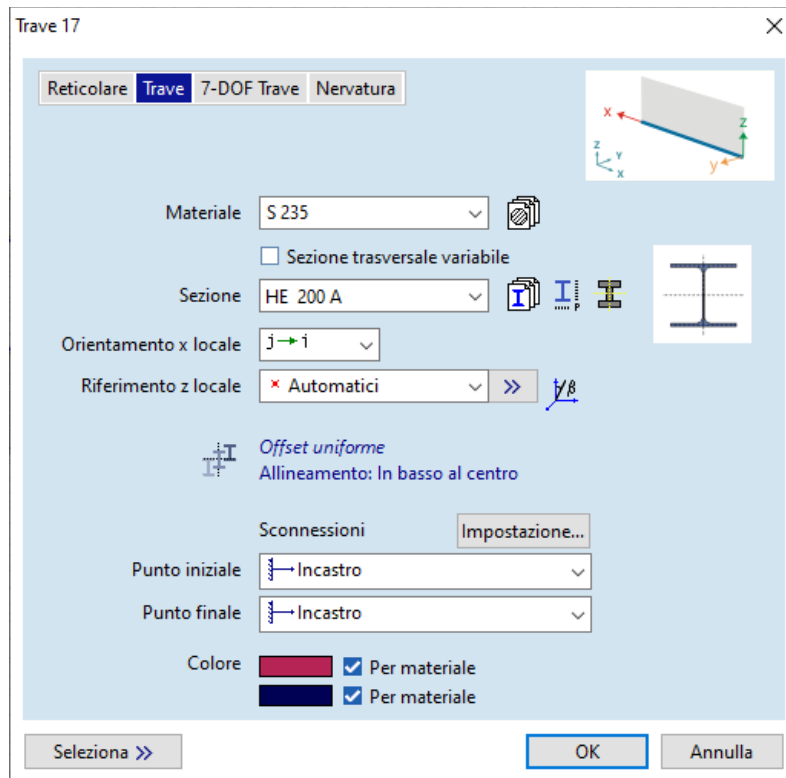 Trave 17
Reticolare Trave 7-DOF Trave Nervatura
x z y
z Y X
Materiale S 235
Sezione trasversale variabile
Sezione HE 200 A
P
Orientamento x locale j i
Riferimento z locale Automatici >>
β
Offset uniforme
Allineamento: In basso al centro
Sconnessioni Impostazione...
Punto iniziale Incastro
Punto finale Incastro
Colore Per materiale
Per materiale
Seleziona >> OK Annulla